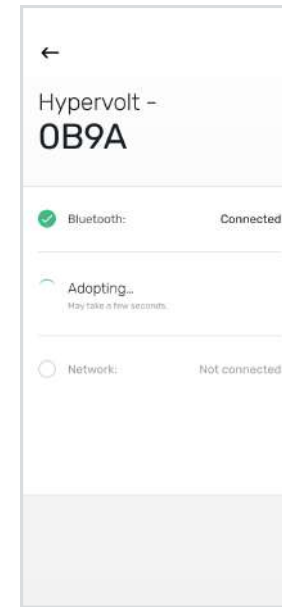 Hypervolt -
0B9A
Bluetooth: Connected
Adopting...
May take a few seconds.
Network: Not connected